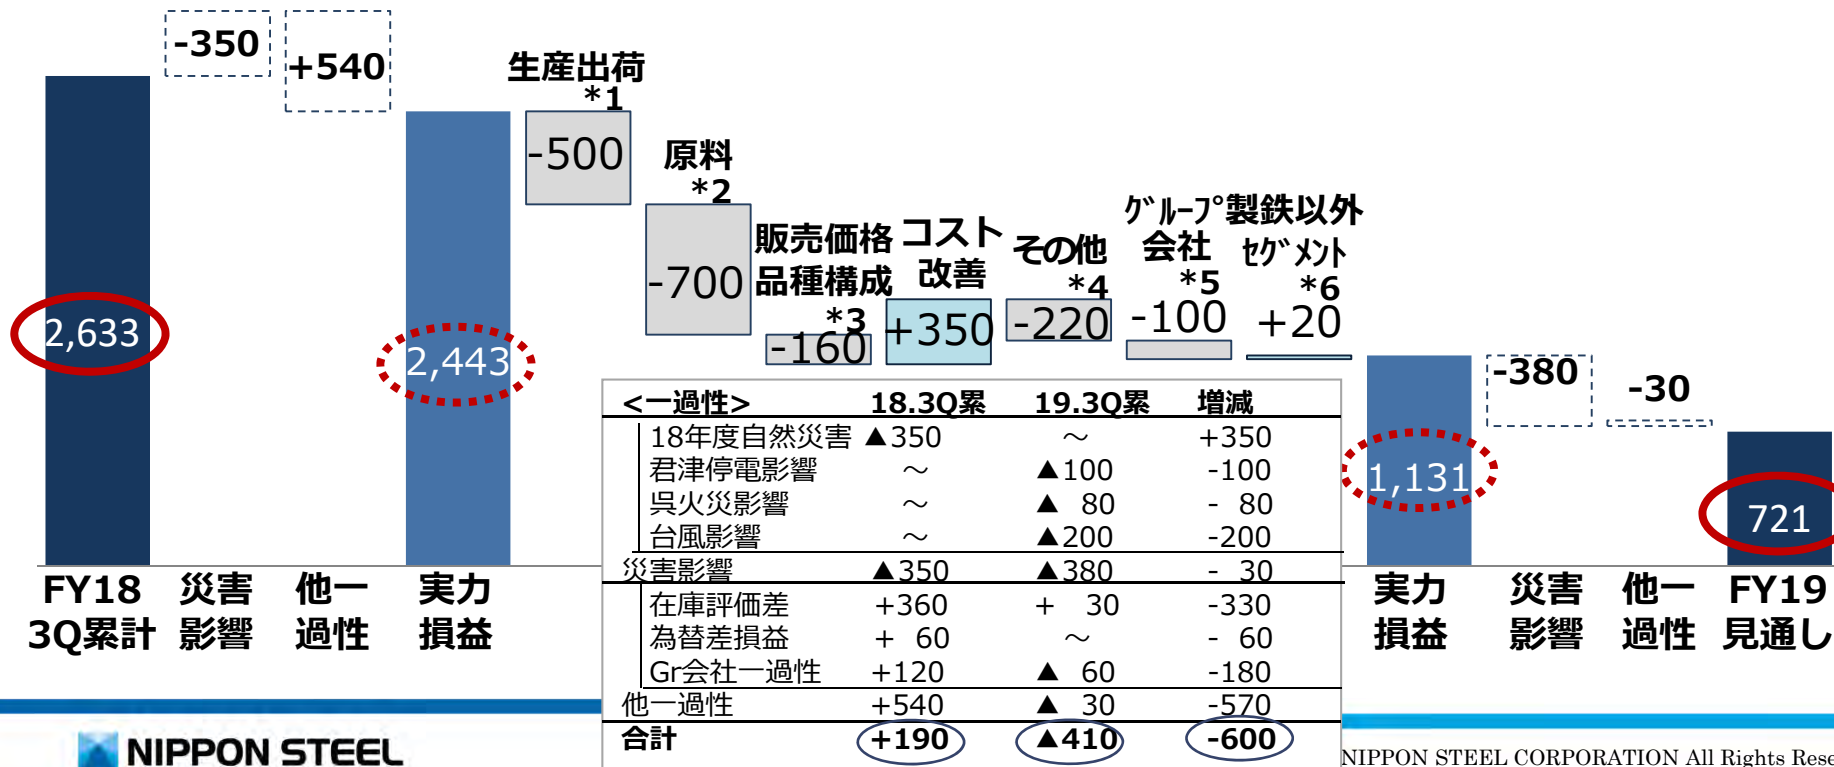 -350
+540
生産出荷
*1
-500
原料
*2
-700
販売価格
品種構成
*3
-160
コスト
改善
+350
その他
*4
-220
ｸﾞﾙｰﾌﾟ
会社
*5
-100
製鉄以外
ｾｸﾞﾒﾝﾄ
*6
+20
2,633
2,443
1,131
-380
-30
721
<一過性> 18.3Q累 19.3Q累 増減
18年度自然災害 ▲350 ～ +350
君津停電影響 ～ ▲100 -100
呉火災影響 ～ ▲ 80 - 80
台風影響 ～ ▲200 -200
災害影響 ▲350 ▲380 - 30
在庫評価差 +360 + 30 -330
為替差損益 + 60 ～ - 60
Gr会社一過性 +120 ▲ 60 -180
他一過性 +540 ▲ 30 -570
合計 +190 ▲410 -600
FY18
3Q累計
災害
影響
他一
過性
実力
損益
実力
損益
災害
影響
他一
過性
FY19
見通し
NIPPON STEEL
NIPPON STEEL CORPORATION All Rights Rese